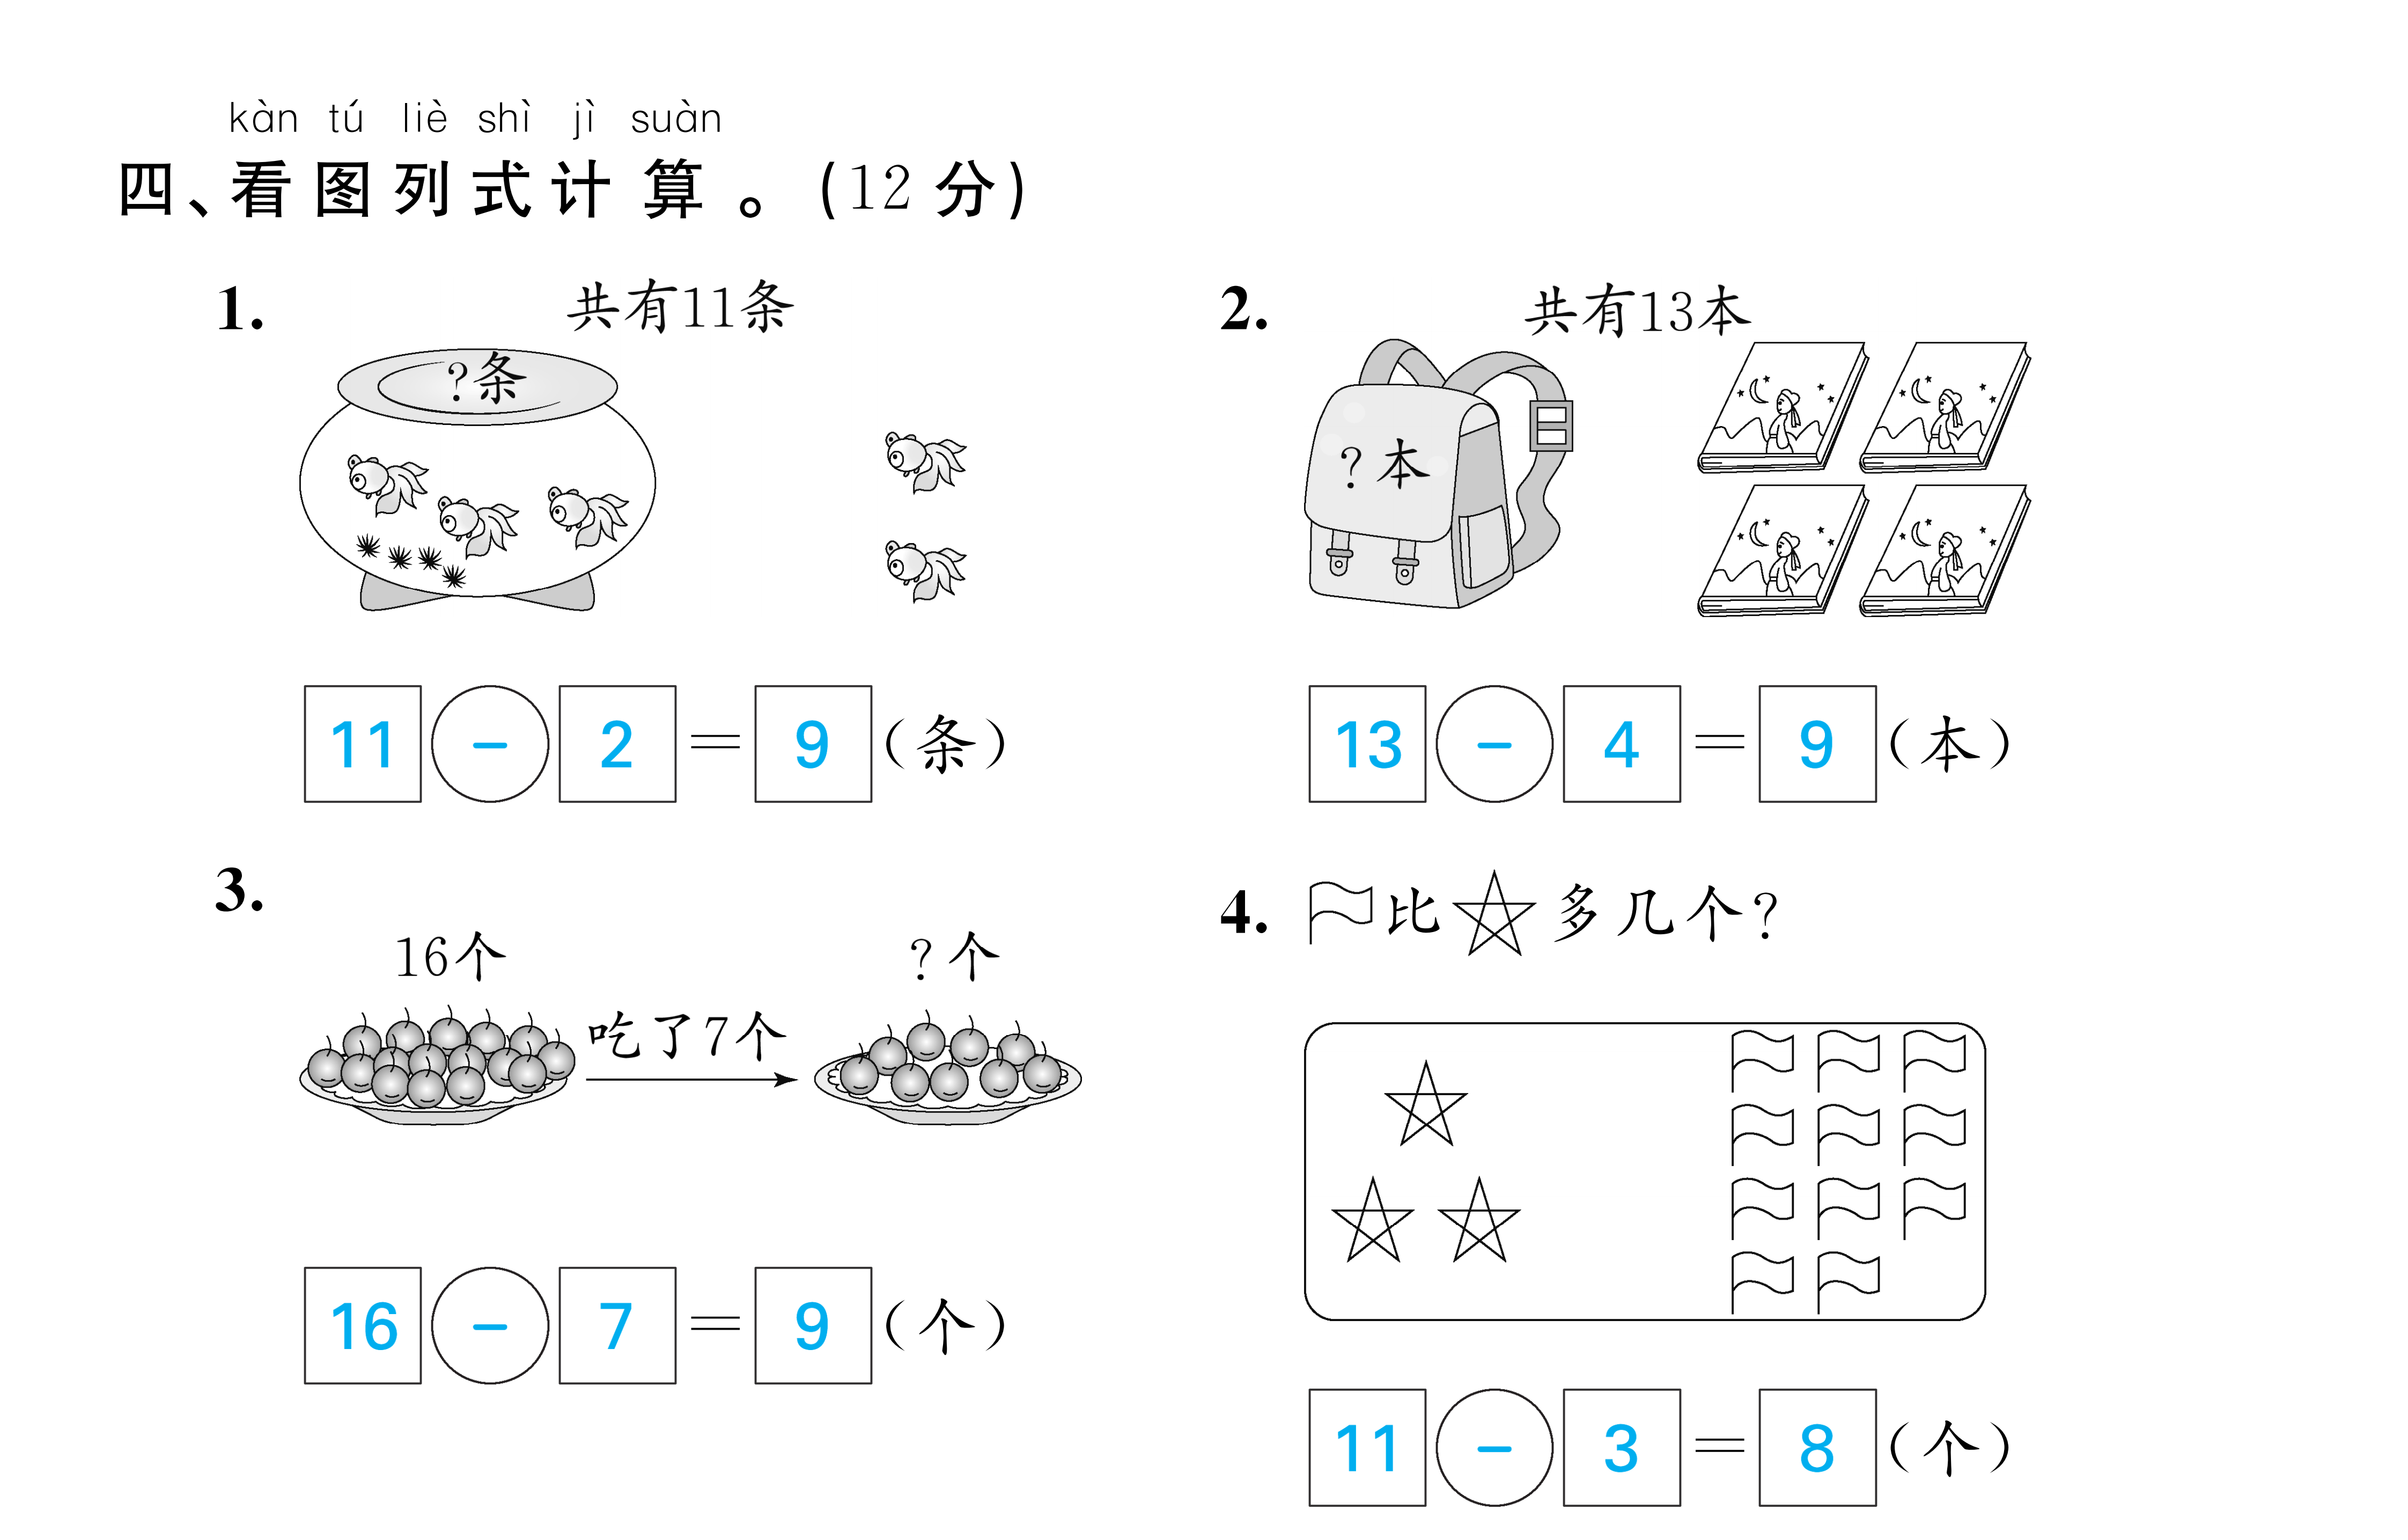 kàn tú liè shì jì suàn
四、看图列式计算。(12分)
1.
共有11条
?条
11 − 2 = 9 (条)
2.
共有13本
?本
13 − 4 = 9 (本)
3.
16个
吃了7个
?个
16 − 7 = 9 (个)
4. 比 多几个?
11 − 3 = 8 (个)